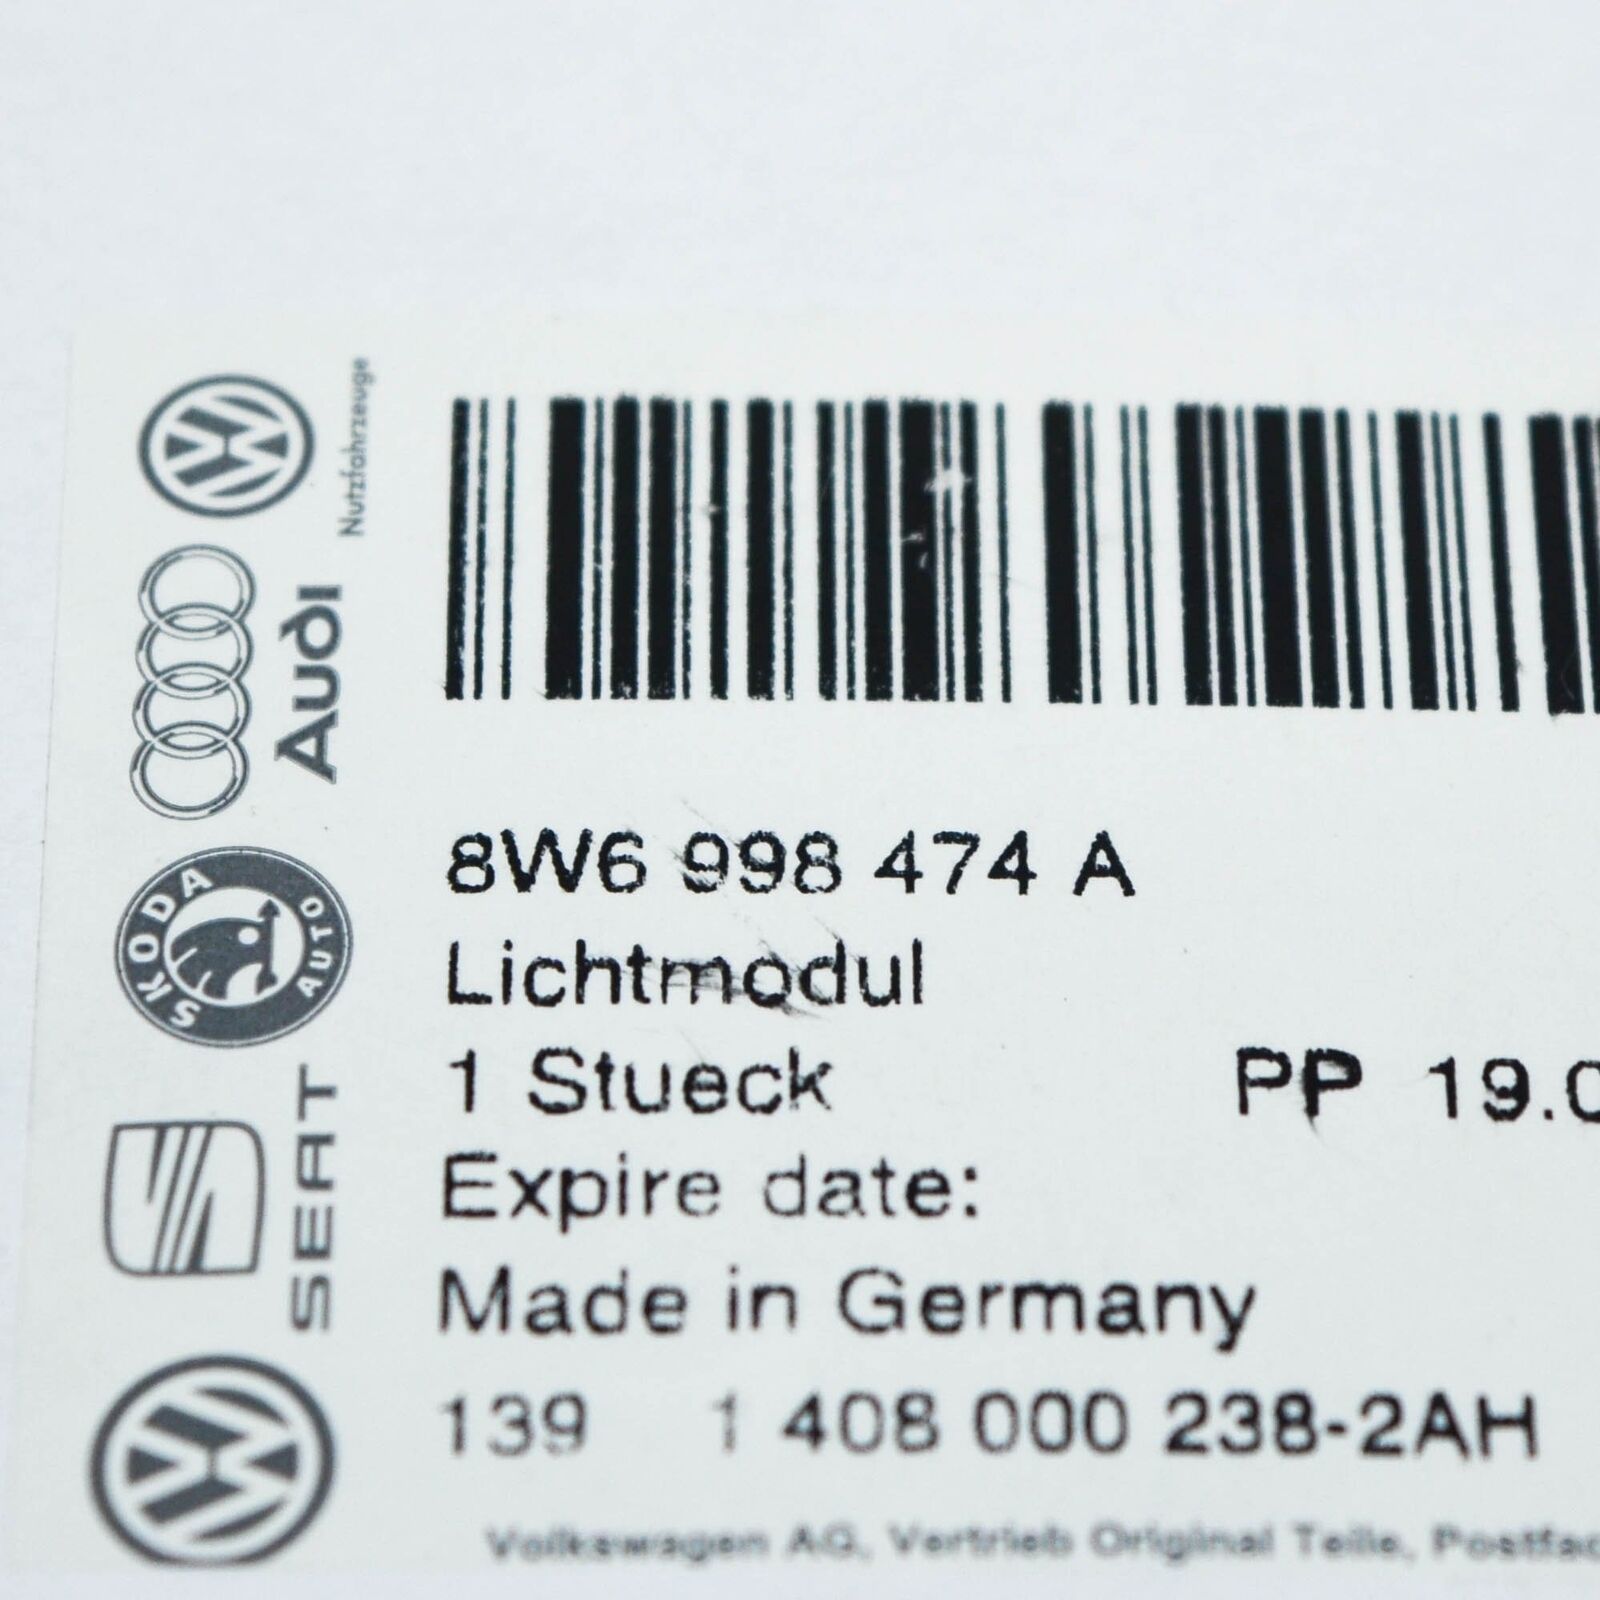 Nutzfahrzeuge
Audi
SKODA
AUTO
SEAT
8W6 998 474 A
Lichtmodul
1 Stueck PP 19.0
Expire date:
Made in Germany
139 1 408 000 238-2AH
Volkswagen AG, Vertrieb Original Teile, Postfac